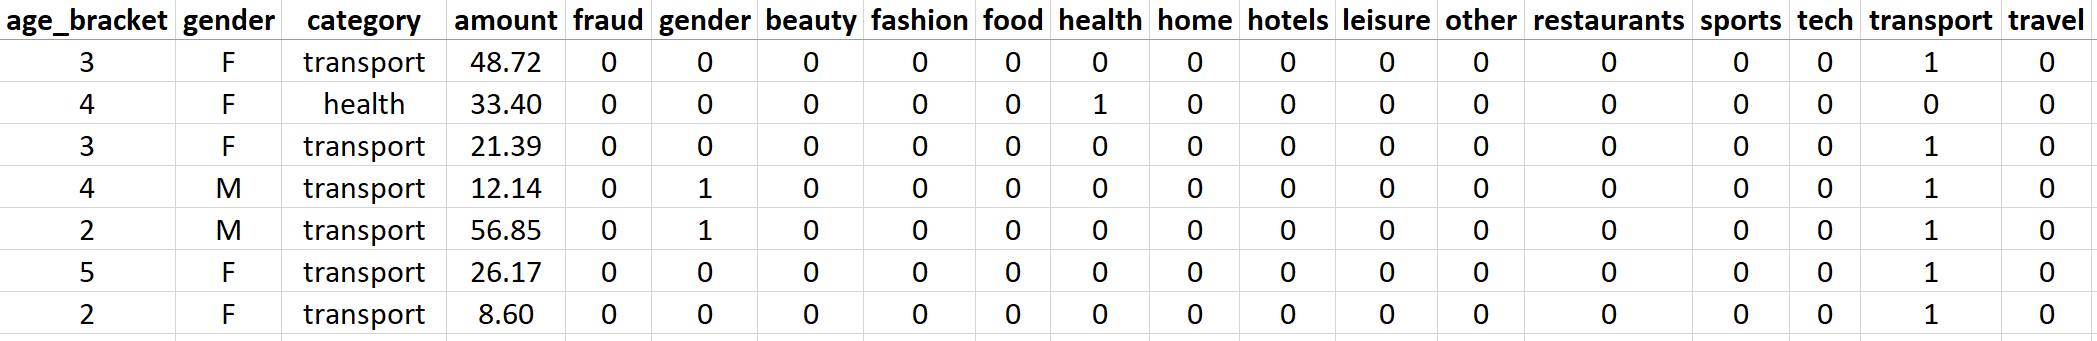 age_bracket gender category amount fraud gender beauty fashion food health home hotels leisure other restaurants sports tech transport travel
3 F transport 48.72 0 0 0 0 0 0 0 0 0 0 0 0 0 1 0
4 F health 33.40 0 0 0 0 0 1 0 0 0 0 0 0 0 0 0
3 F transport 21.39 0 0 0 0 0 0 0 0 0 0 0 0 0 1 0
4 M transport 12.14 0 1 0 0 0 0 0 0 0 0 0 0 0 1 0
2 M transport 56.85 0 1 0 0 0 0 0 0 0 0 0 0 0 1 0
5 F transport 26.17 0 0 0 0 0 0 0 0 0 0 0 0 0 1 0
2 F transport 8.60 0 0 0 0 0 0 0 0 0 0 0 0 0 1 0